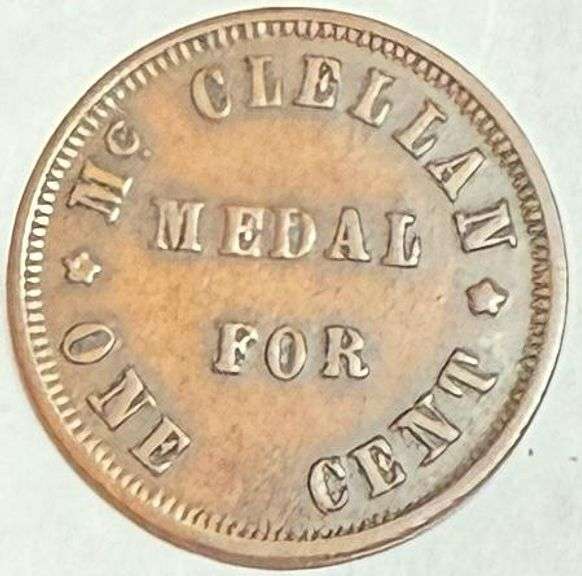 Mc CLELLAN
MEDAL
FOR
ONE CENT